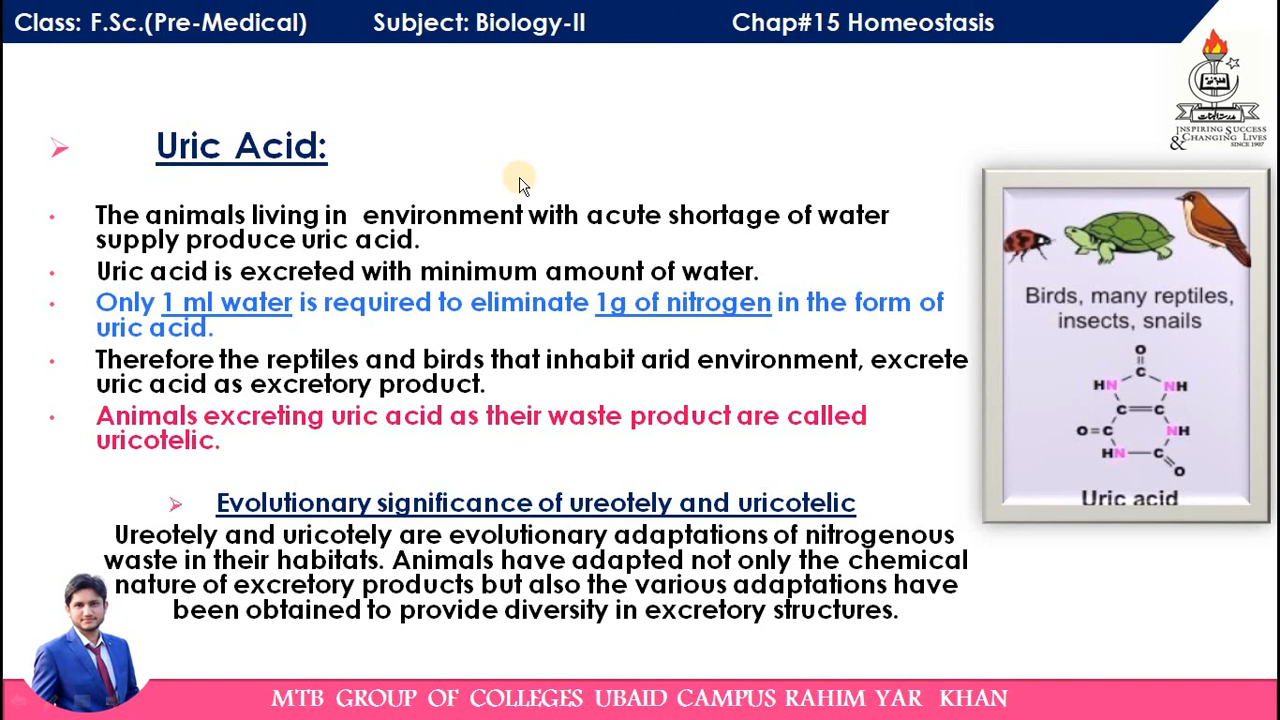 Class: F.Sc.(Pre-Medical) Subject: Biology-II Chap#15 Homeostasis
INSPIRING SUCCESS
& CHANGING LIVES
SINCE 1907
Uric Acid:
The animals living in environment with acute shortage of water
supply produce uric acid.
Uric acid is excreted with minimum amount of water.
Only 1 ml water is required to eliminate 1g of nitrogen in the form of
uric acid.
Therefore the reptiles and birds that inhabit arid environment, excrete
uric acid as excretory product.
Animals excreting uric acid as their waste product are called
uricotelic.
Birds, many reptiles,
insects, snails
O
C
HN NH
C C
O C NH
HN C
O
Uric acid
Evolutionary significance of ureotely and uricotelic
Ureotely and uricotely are evolutionary adaptations of nitrogenous
waste in their habitats. Animals have adapted not only the chemical
nature of excretory products but also the various adaptations have
been obtained to provide diversity in excretory structures.
MTB GROUP OF COLLEGES UBAID CAMPUS RAHIM YAR KHAN